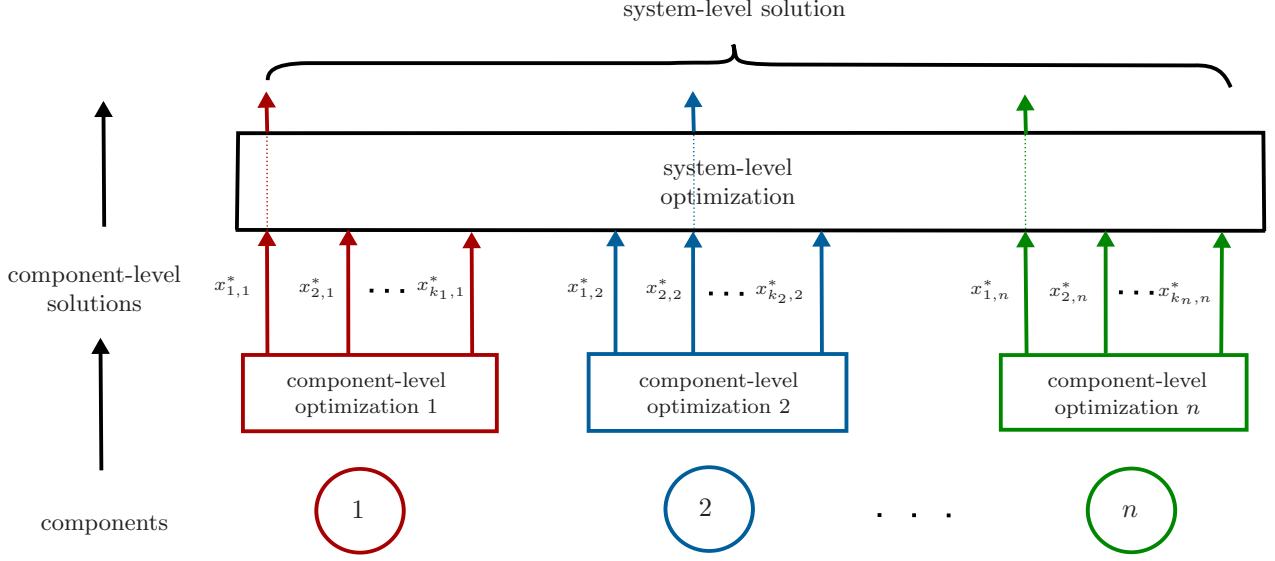 system-level solution
system-level
optimization
component-level
solutions
x*1,1 x*2,1 ... x*k1,1 x*1,2 x*2,2 ... x*k2,2 x*1,n x*2,n ... x*kn,n
component-level
optimization 1
component-level
optimization 2
component-level
optimization n
components
1 2 . . . n